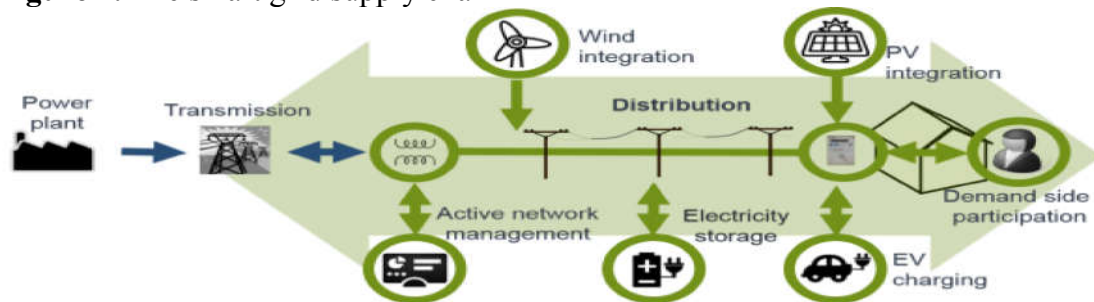 Wind
integration
PV
integration
Power
plant
Transmission
Distribution
Active network
management
Electricity
storage
Demand side
participation
EV
charging